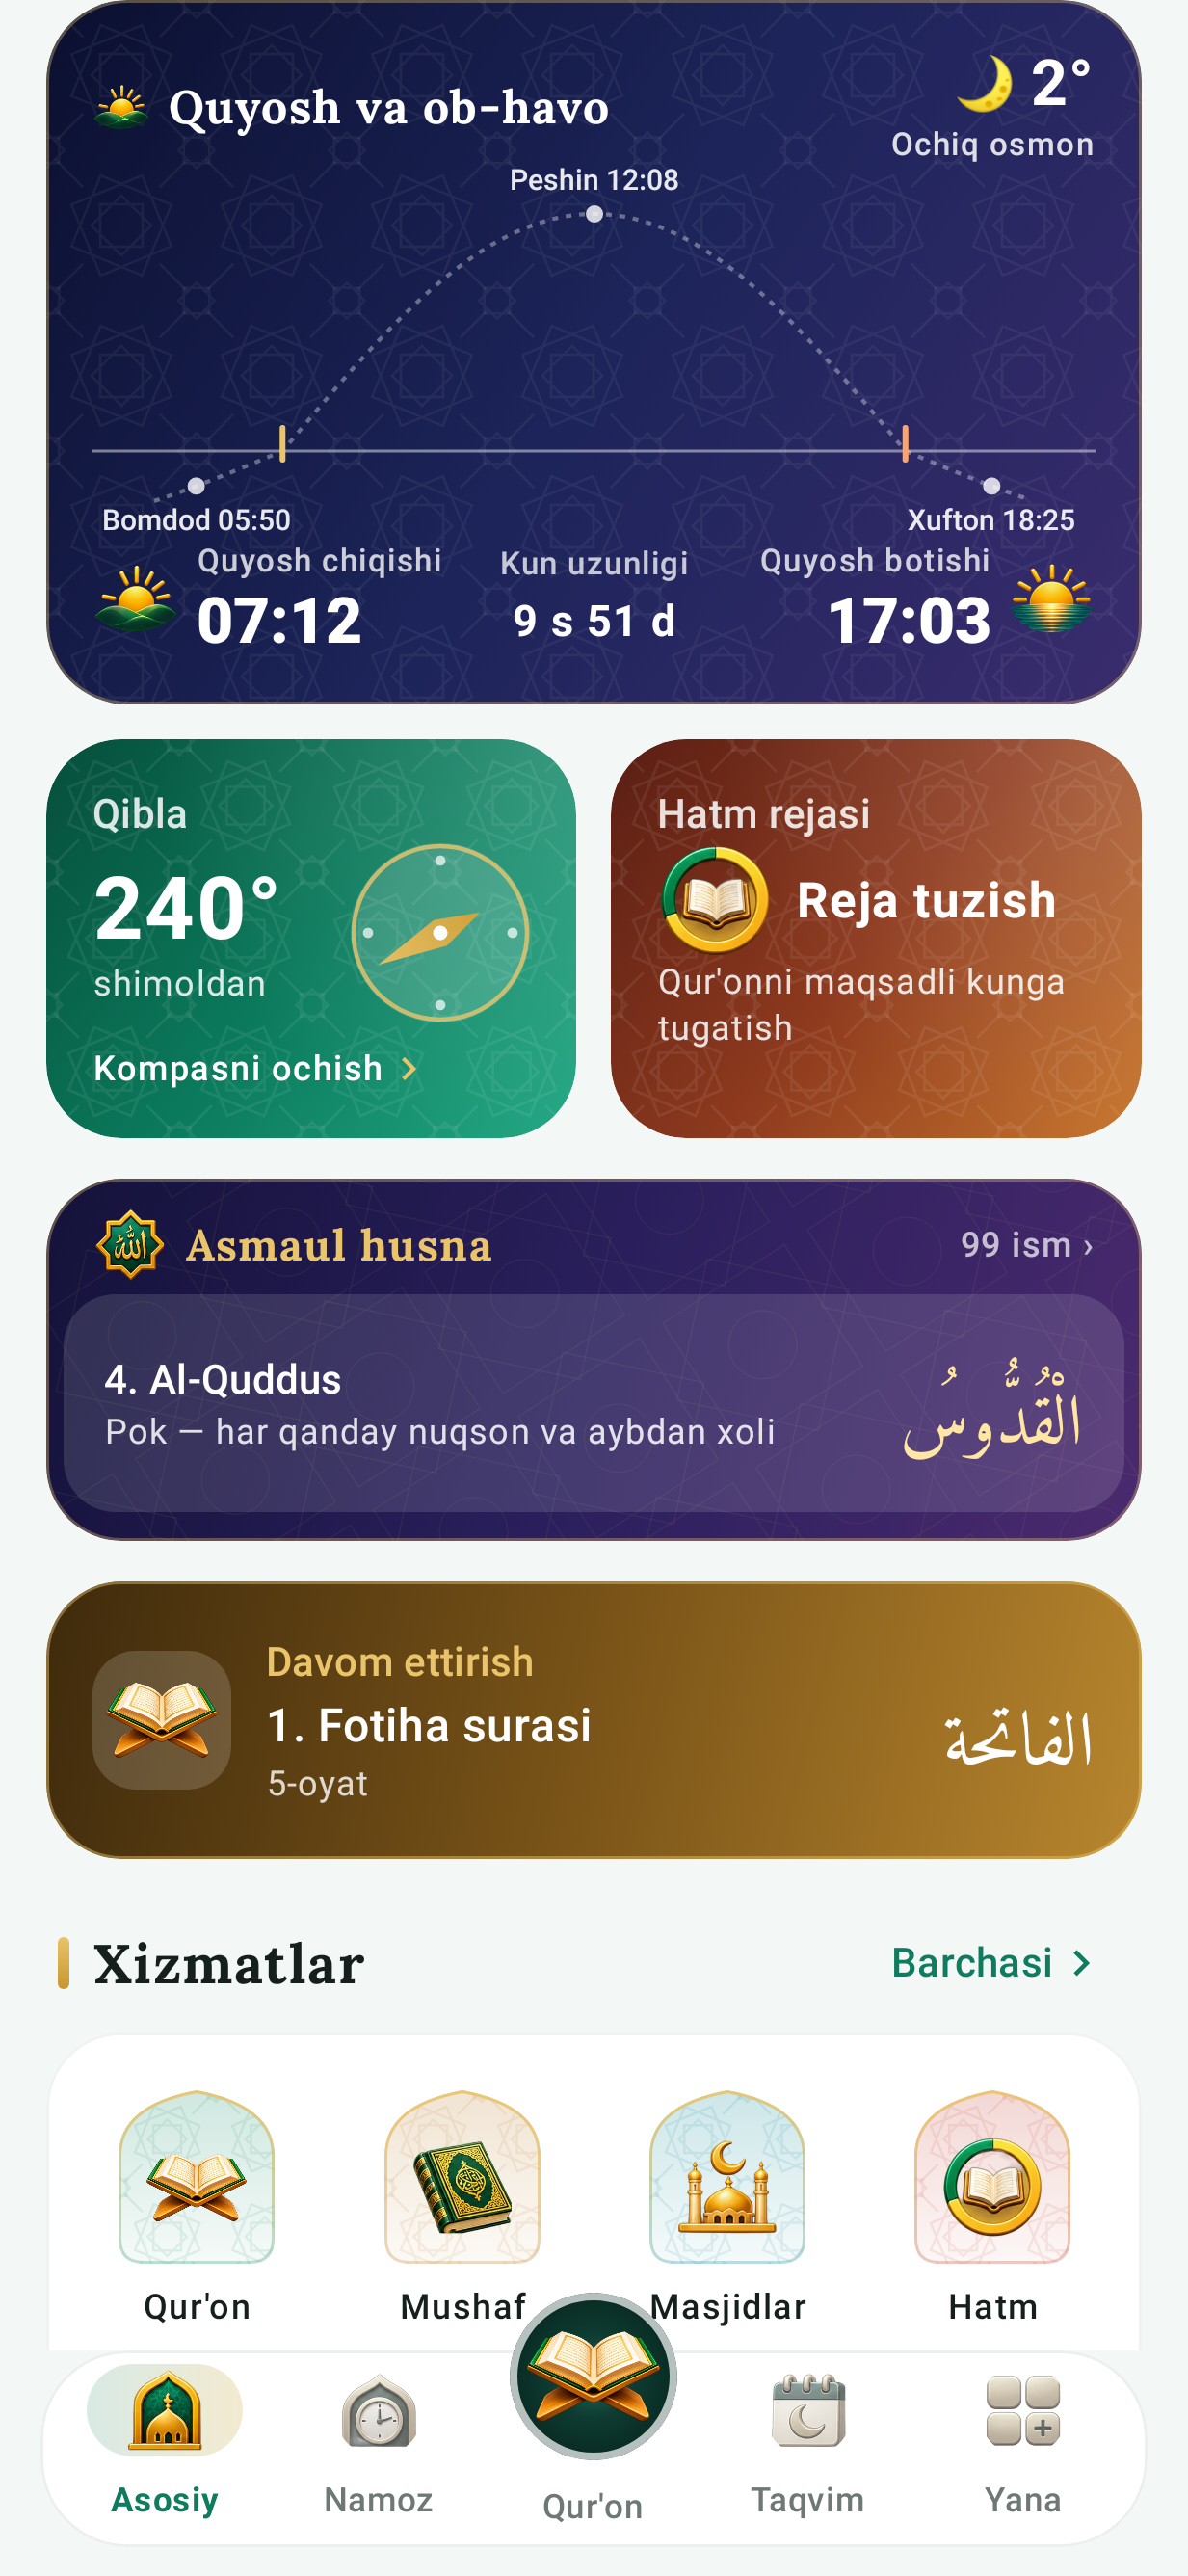 Quyosh va ob-havo
2°
Ochiq osmon
Peshin 12:08
Bomdod 05:50
Xufton 18:25
Quyosh chiqishi
07:12
Kun uzunligi
9 s 51 d
Quyosh botishi
17:03
Qibla
240°
shimoldan
Kompasni ochish
Hatm rejasi
Reja tuzish
Qur'onni maqsadli kunga
tugatish
Asmaul husna
99 ism ›
4. Al-Quddus
Pok — har qanday nuqson va aybdan xoli
الْقُدُّوسُ
Davom ettirish
1. Fotiha surasi
5-oyat
الفاتحة
Xizmatlar
Barchasi
Qur'on
Mushaf
Masjidlar
Hatm
Asosiy
Namoz
Qur'on
Taqvim
Yana